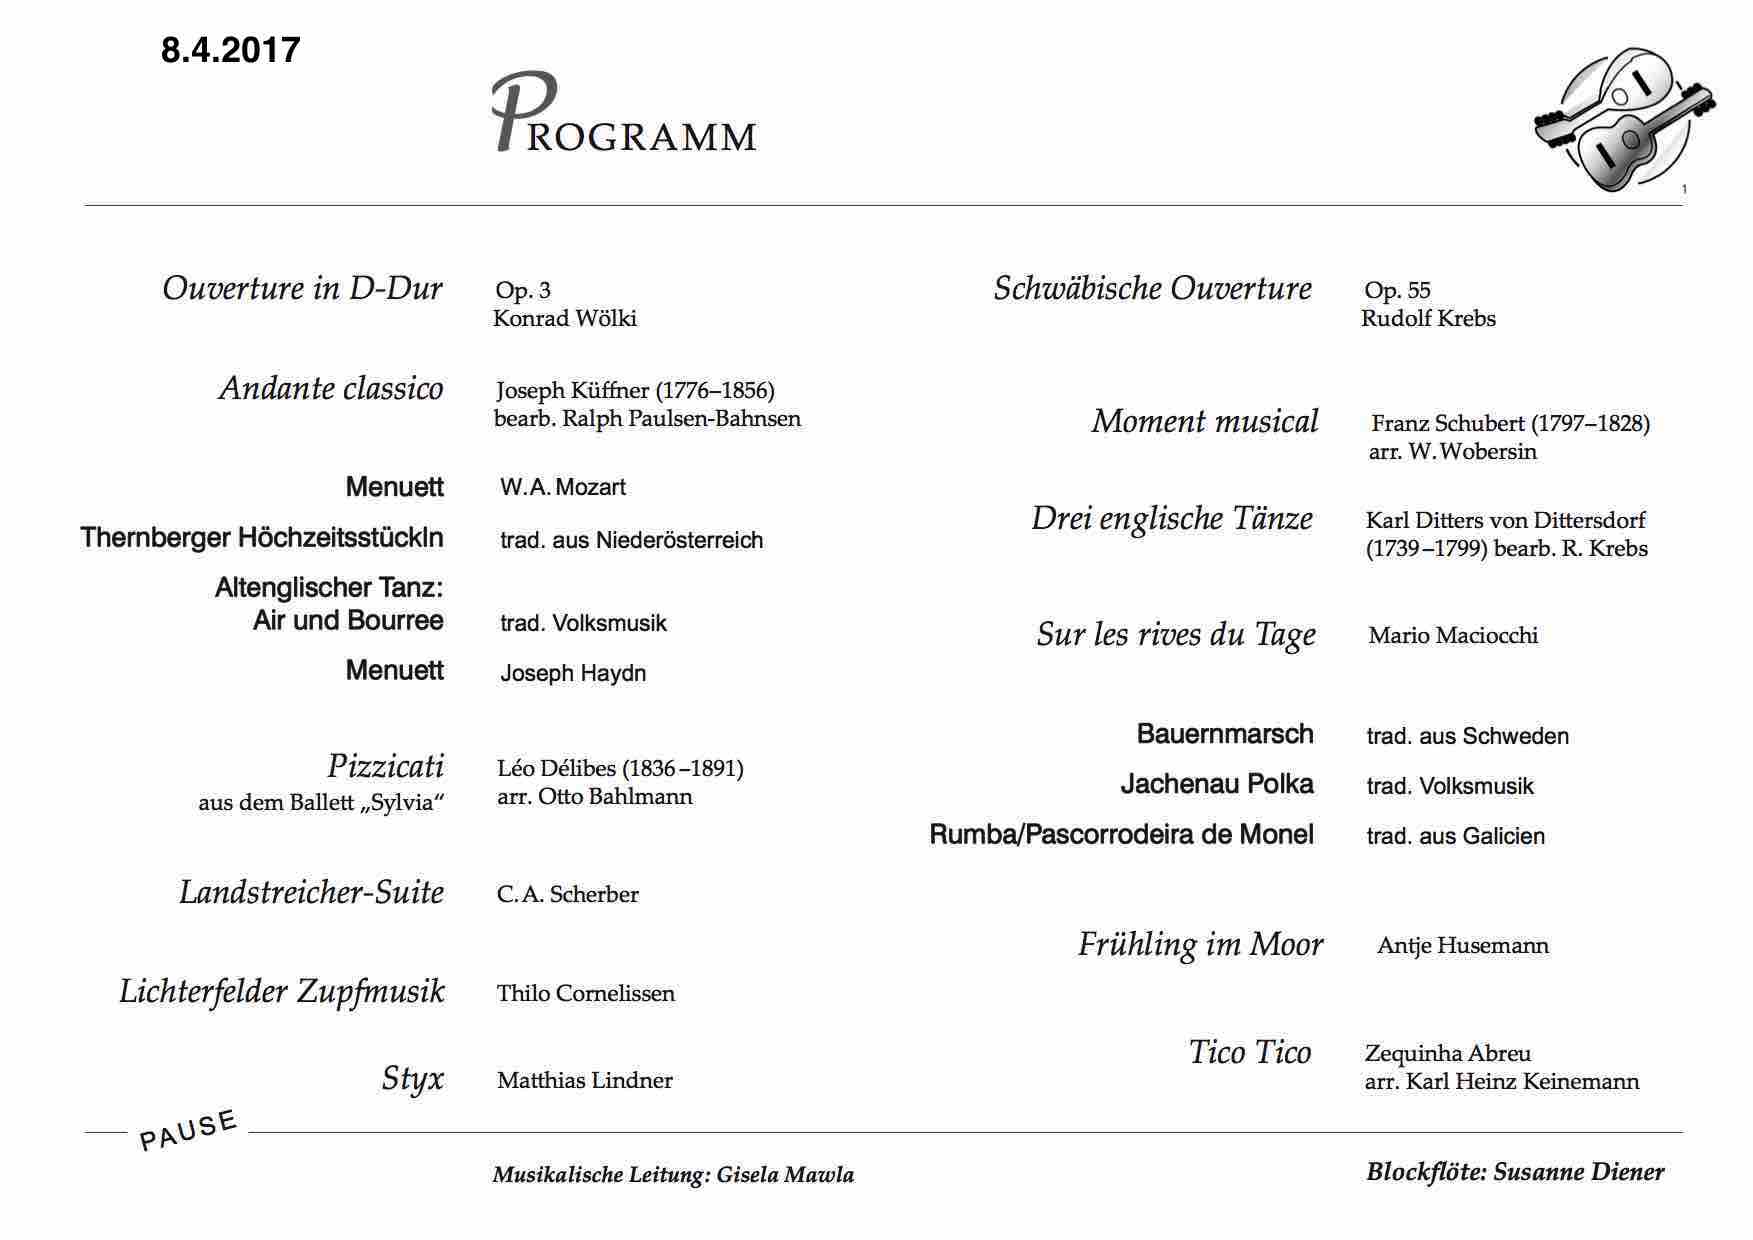 8.4.2017
PROGRAMM
1
Ouverture in D-Dur Op. 3
Konrad Wölki
Andante classico Joseph Küffner (1776–1856)
bearb. Ralph Paulsen-Bahnsen
Menuett W.A. Mozart
Thernberger Höchzeitsstückln trad. aus Niederösterreich
Altenglischer Tanz:
Air und Bourree trad. Volksmusik
Menuett Joseph Haydn
Pizzicati Léo Délibes (1836–1891)
aus dem Ballett „Sylvia“ arr. Otto Bahlmann
Landstreicher-Suite C. A. Scherber
Lichterfelder Zupfmusik Thilo Cornelissen
Styx Matthias Lindner
PAUSE
Schwäbische Ouverture Op. 55
Rudolf Krebs
Moment musical Franz Schubert (1797–1828)
arr. W. Wobersin
Drei englische Tänze Karl Ditters von Dittersdorf
(1739–1799) bearb. R. Krebs
Sur les rives du Tage Mario Maciocchi
Bauernmarsch trad. aus Schweden
Jachenau Polka trad. Volksmusik
Rumba/Pascorrodeira de Monel trad. aus Galicien
Frühling im Moor Antje Husemann
Tico Tico Zequinha Abreu
arr. Karl Heinz Keinemann
Musikalische Leitung: Gisela Mawla
Blockflöte: Susanne Diener